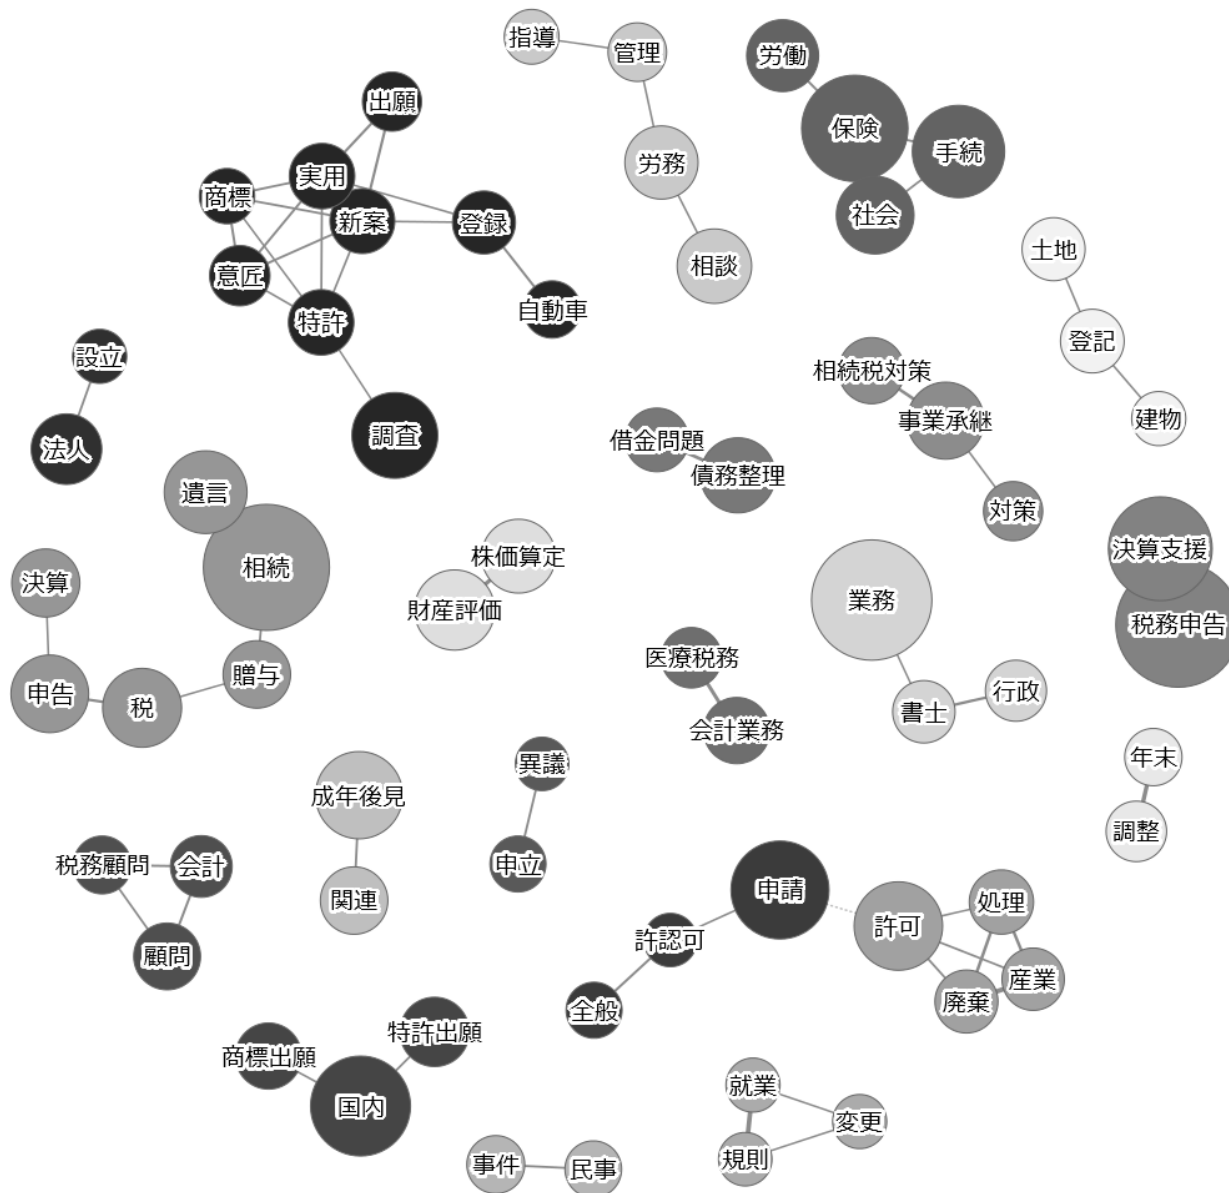 指導
管理
労働
保険
手続
社会
出願
実用
商標
新案
登録
意匠
特許
自動車
調査
労務
相談
土地
登記
建物
設立
法人
相続税対策
事業承継
対策
借金問題
債務整理
遺言
相続
決算
申告
税
贈与
株価算定
財産評価
業務
書士
行政
決算支援
税務申告
医療税務
会計業務
年末
調整
成年後見
関連
異議
申立
税務顧問
会計
顧問
申請
許認可
全般
許可
処理
産業
廃棄
商標出願
特許出願
国内
就業
変更
規則
事件
民事